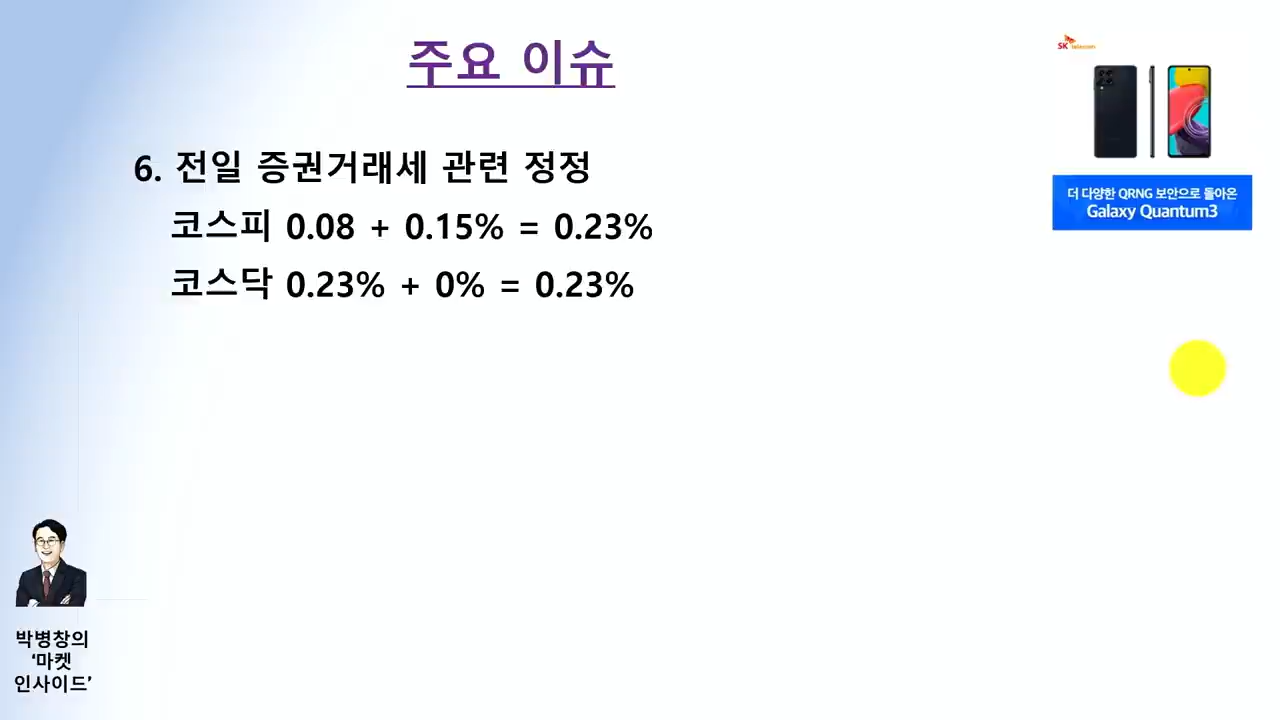 주요 이슈
SK telecom
6. 전일 증권거래세 관련 정정
코스피 0.08 + 0.15% = 0.23%
코스닥 0.23% + 0% = 0.23%
더 다양한 QRNG 보안으로 돌아온
Galaxy Quantum3
박병창의
‘마켓
인사이드’